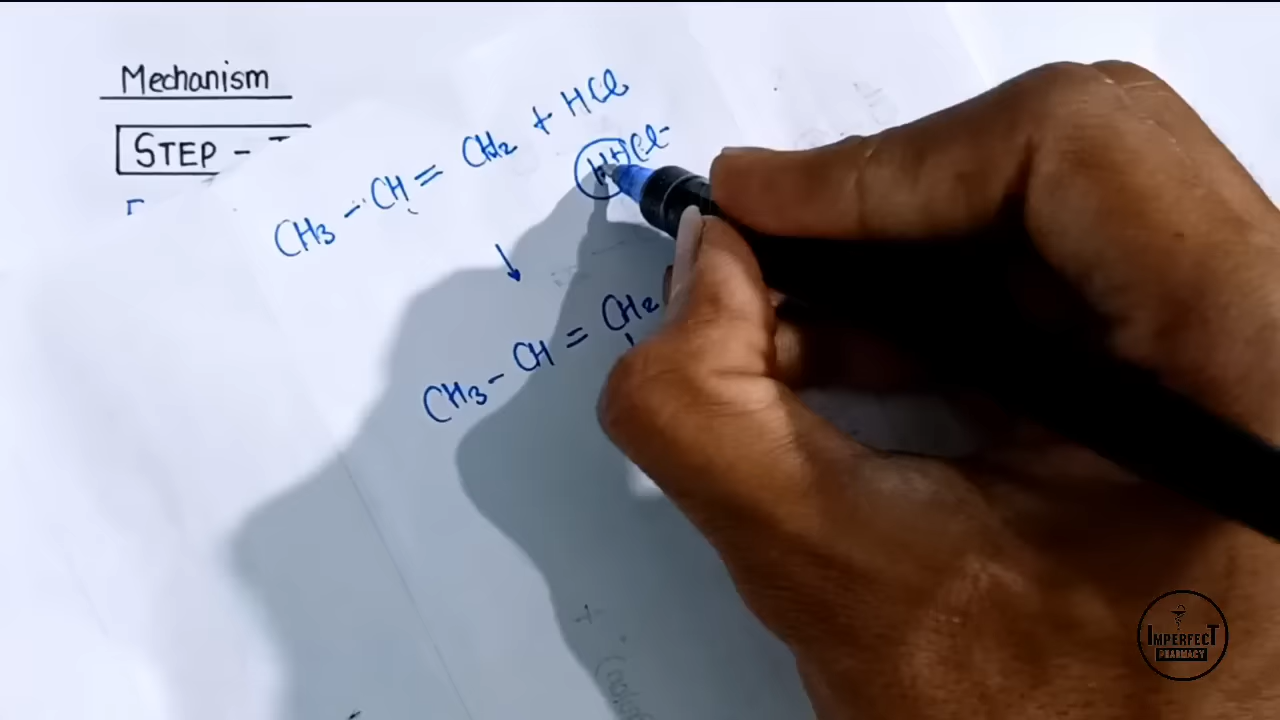 Mechanism
STEP -
CH3 - CH = CH2 + HCl
H+ Cl-
↓
CH3 - CH = CH2
IMPERFECT
PHARMACY